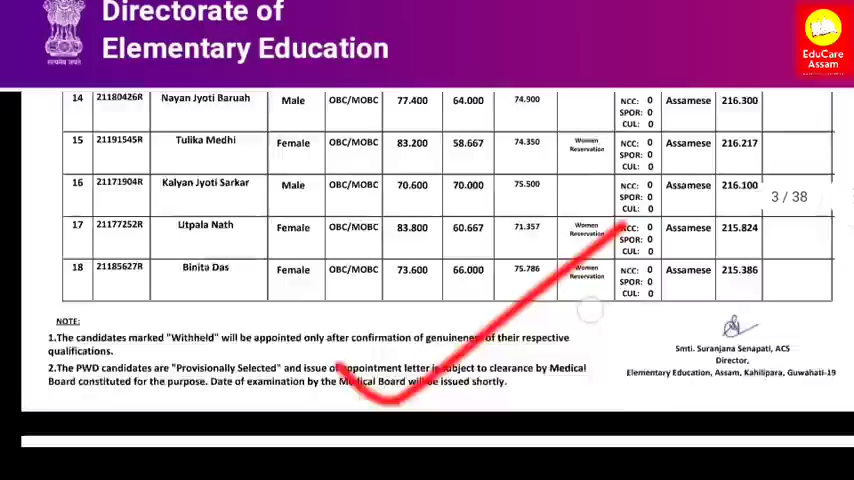 Directorate of
Elementary Education
सत्यमेव जयते
EduCare
Assam
14 21180426R Nayan Jyoti Baruah Male OBC/MOBC 77.400 64.000 74.900 NCC: 0 SPOR: 0 CUL: 0 Assamese 216.300
15 21191545R Tulika Medhi Female OBC/MOBC 83.200 58.667 74.350 Women Reservation NCC: 0 SPOR: 0 CUL: 0 Assamese 216.217
16 21171904R Kalyan Jyoti Sarkar Male OBC/MOBC 70.600 70.000 75.500 NCC: 0 SPOR: 0 CUL: 0 Assamese 216.100
3 / 38
17 21177252R Utpala Nath Female OBC/MOBC 83.800 60.667 71.357 Women Reservation NCC: 0 SPOR: 0 CUL: 0 Assamese 215.824
18 21185627R Binita Das Female OBC/MOBC 73.600 66.000 75.786 Women Reservation NCC: 0 SPOR: 0 CUL: 0 Assamese 215.386
NOTE:
1.The candidates marked "Withheld" will be appointed only after confirmation of genuineness of their respective
qualifications.
2.The PWD candidates are "Provisionally Selected" and issue of appointment letter is subject to clearance by Medical
Board constituted for the purpose. Date of examination by the Medical Board will be issued shortly.
Smti. Suranjana Senapati, ACS
Director,
Elementary Education, Assam, Kahilipara, Guwahati-19